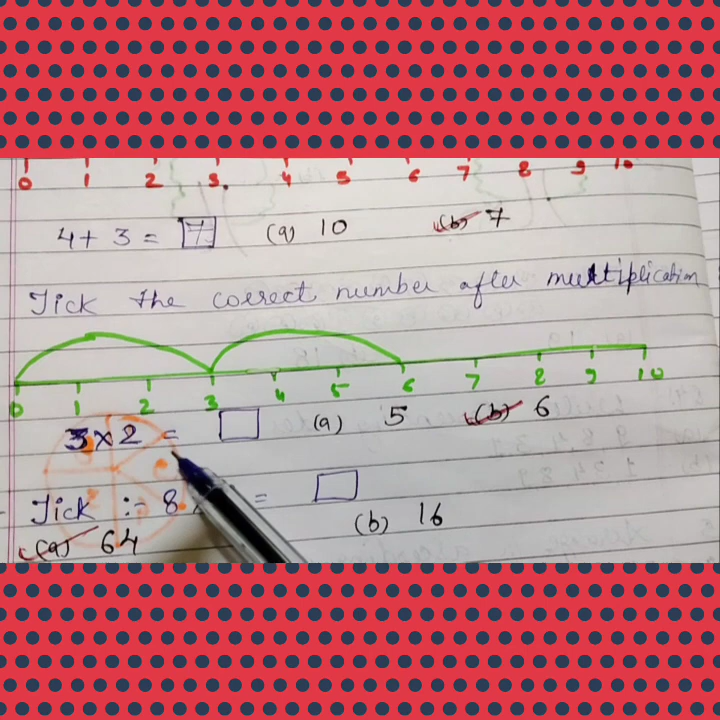 0 1 2 3. 4 5 6 7 8 9 10
4 + 3 = 7 (a) 10 (b) 7
Tick the correct number after multiplication
0 1 2 3 4 5 6 7 8 9 10
3 × 2 = (a) 5 (b) 6
Tick :- 8 =
(a) 64 (b) 16